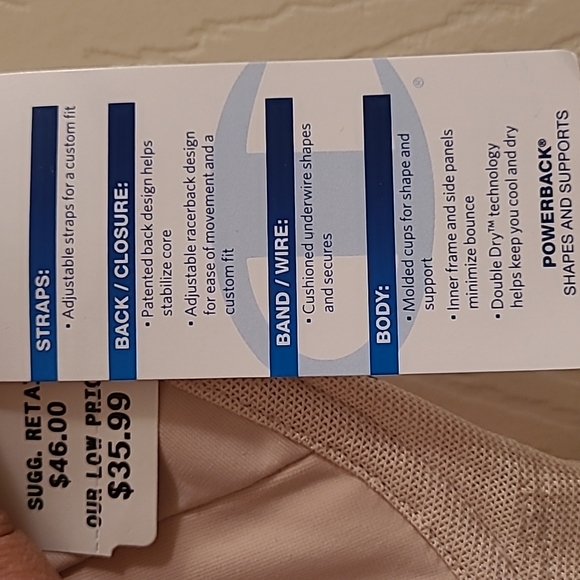 STRAPS:
• Adjustable straps for a custom fit
BACK / CLOSURE:
• Patented back design helps
stabilize core
• Adjustable racerback design
for ease of movement and a
custom fit
BAND / WIRE:
• Cushioned underwire shapes
and secures
BODY:
• Molded cups for shape and
support
• Inner frame and side panels
minimize bounce
• Double Dry™ technology
helps keep you cool and dry
POWERBACK®
SHAPES AND SUPPORTS
®
SUGG. RETA
$46.00
OUR LOW PRIC
$35.99